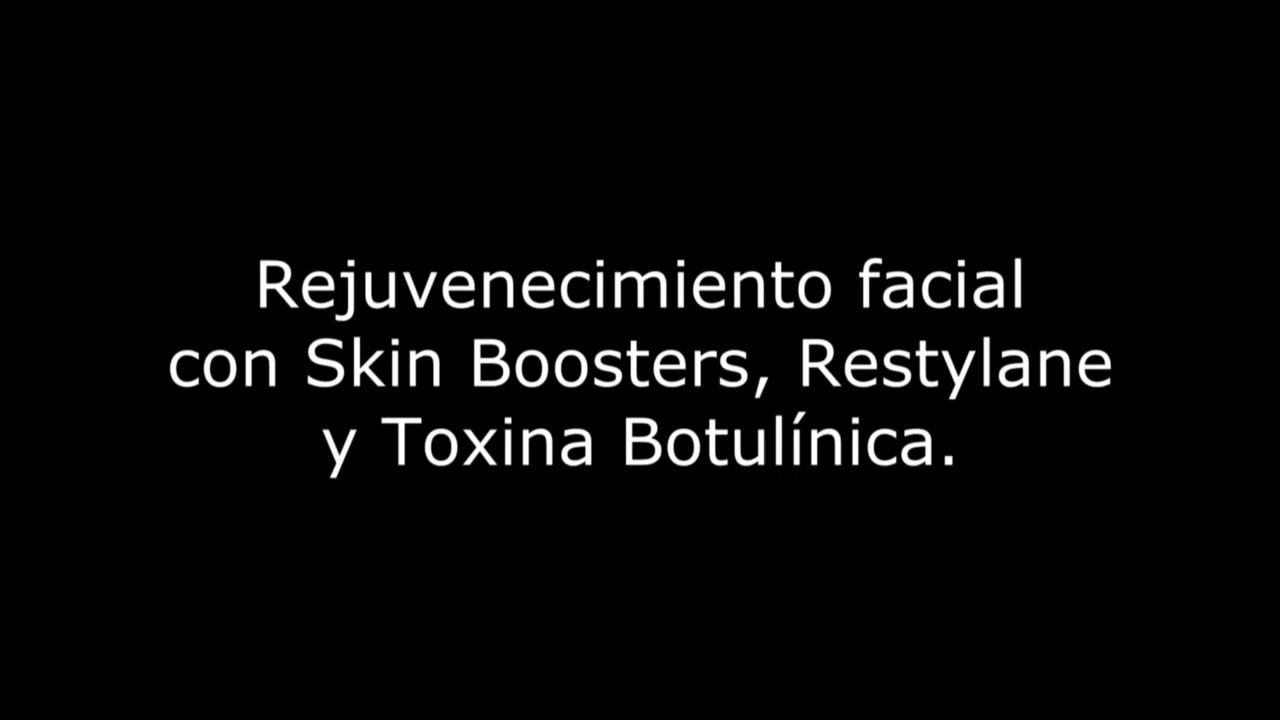 Rejuvenecimiento facial
con Skin Boosters, Restylane
y Toxina Botulínica.